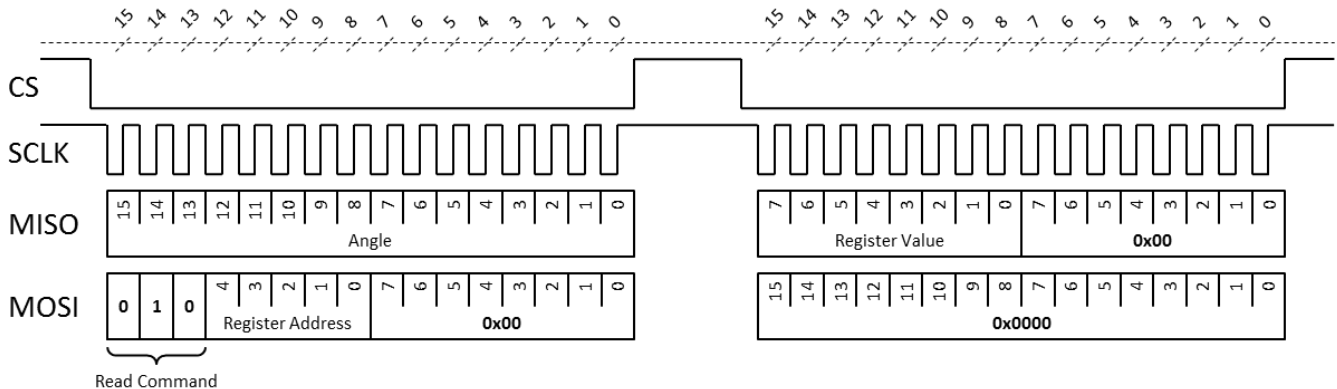 15 14 13 12 11 10 9 8 7 6 5 4 3 2 1 0 15 14 13 12 11 10 9 8 7 6 5 4 3 2 1 0
CS
SCLK
MISO
15 14 13 12 11 10 9 8 7 6 5 4 3 2 1 0 7 6 5 4 3 2 1 0 7 6 5 4 3 2 1 0
Angle Register Value 0x00
MOSI
0 1 0 4 3 2 1 0 7 6 5 4 3 2 1 0 15 14 13 12 11 10 9 8 7 6 5 4 3 2 1 0
Register Address 0x00 0x0000
Read Command